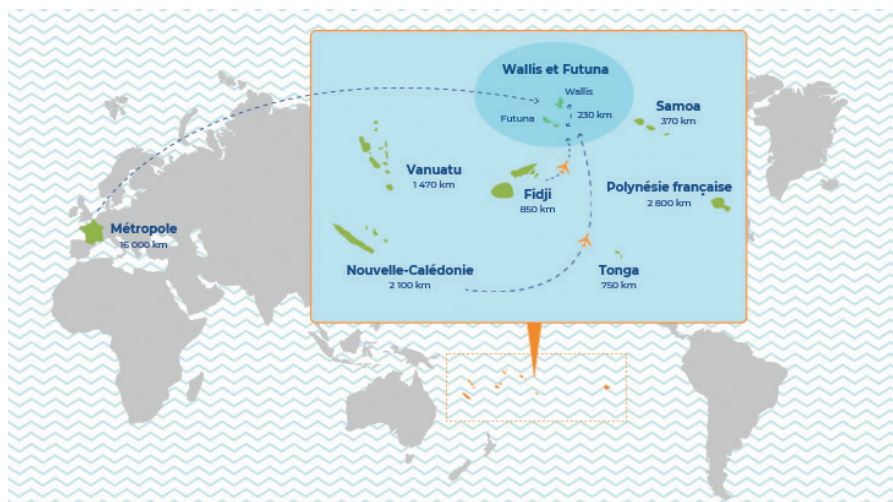 Wallis et Futuna
Wallis
230 km
Futuna
Samoa
370 km
Vanuatu
1 470 km
Fidji
850 km
Polynésie française
2 800 km
Métropole
16 000 km
Nouvelle-Calédonie
2 100 km
Tonga
750 km